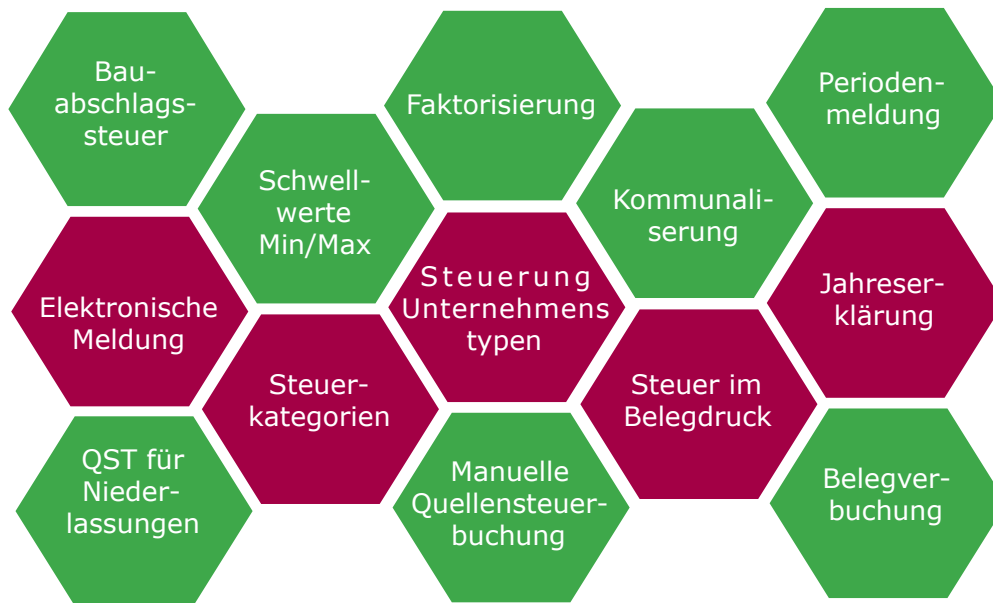 Bau-
abschlags-
steuer
Faktorisierung
Perioden-
meldung
Schwell-
werte
Min/Max
Kommunali-
serung
Elektronische
Meldung
Steuerung
Unternehmens
typen
Jahreser-
klärung
Steuer-
kategorien
Steuer im
Belegdruck
QST für
Nieder-
lassungen
Manuelle
Quellensteuer-
buchung
Belegver-
buchung